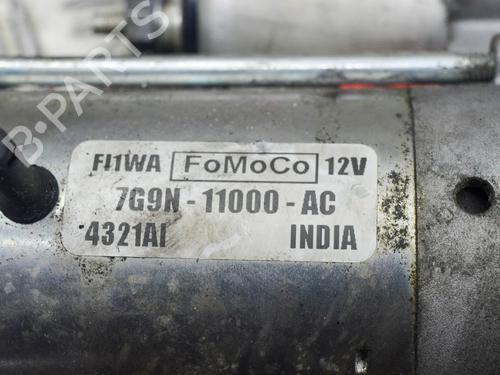 FI1WA FoMoCo 12V
7G9N - 11000 - AC
4321AI INDIA
B-PARTS